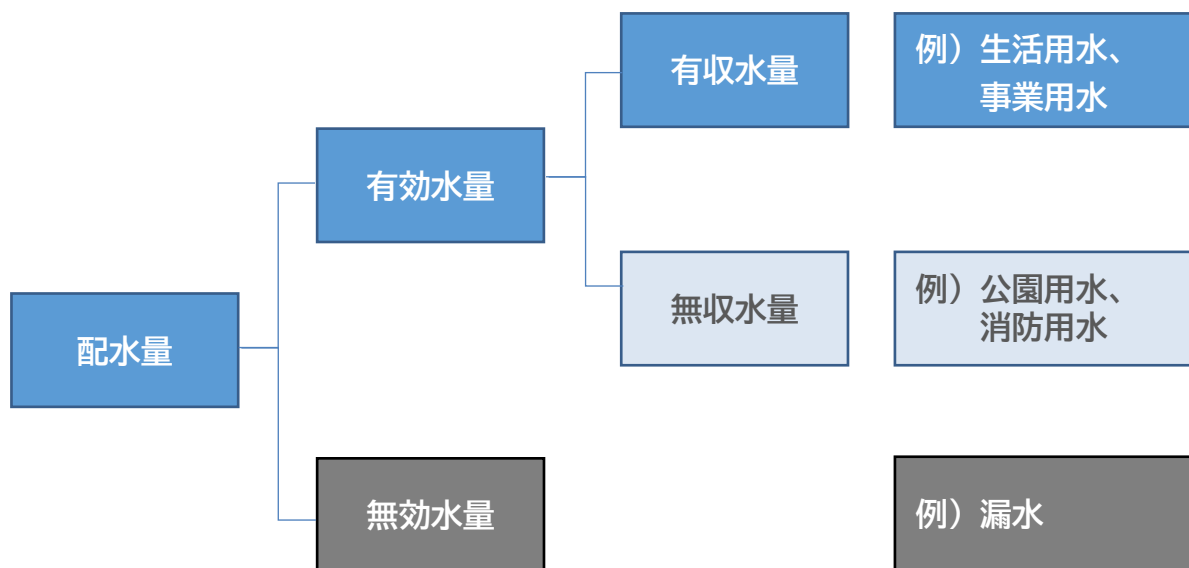 有収水量
例）生活用水、
事業用水
有効水量
無収水量
例）公園用水、
消防用水
配水量
無効水量
例）漏水